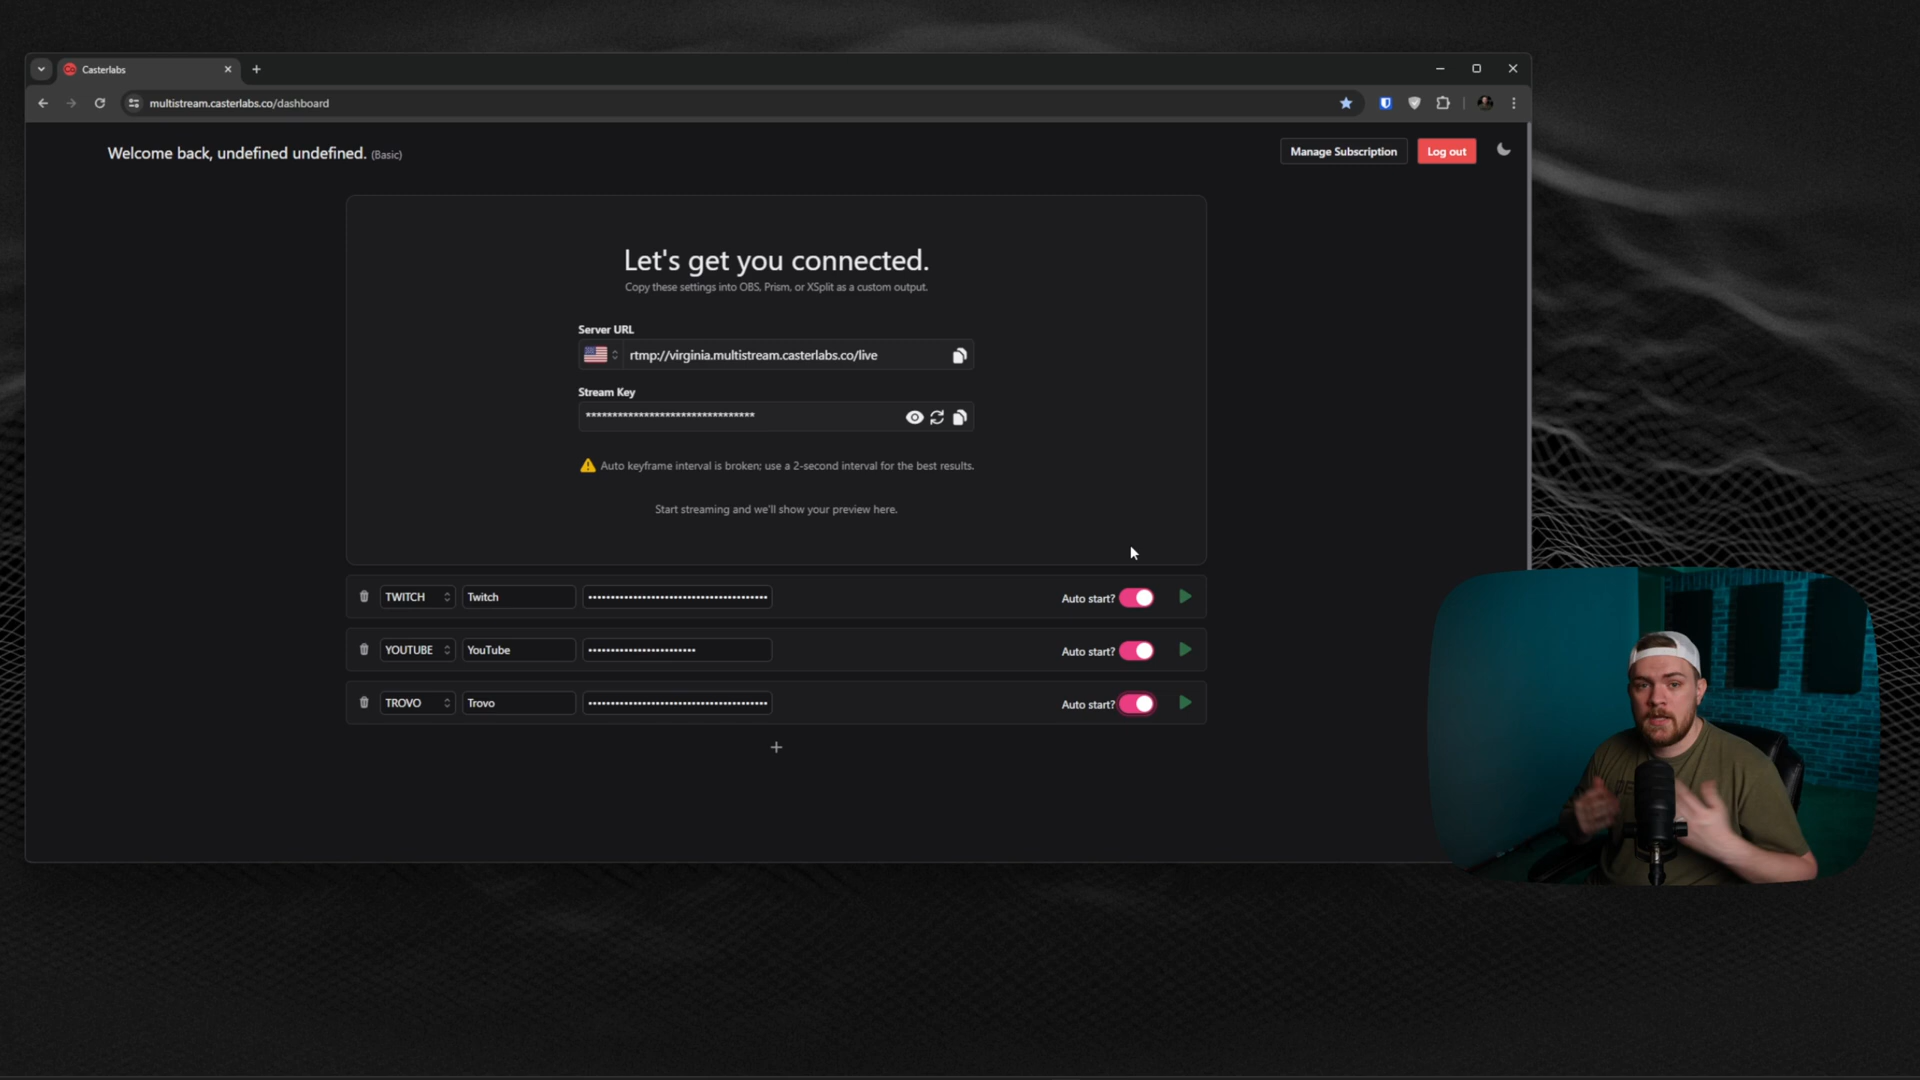 Casterlabs
multistream.casterlabs.co/dashboard
Welcome back, undefined undefined. (Basic)
Manage Subscription
Log out
Let's get you connected.
Copy these settings into OBS, Prism, or XSplit as a custom output.
Server URL
rtmp://virginia.multistream.casterlabs.co/live
Stream Key
********************************
Auto keyframe interval is broken; use a 2-second interval for the best results.
Start streaming and we'll show your preview here.
TWITCH Twitch •••••••••••••••••••••••••••••••••••••••• Auto start?
YOUTUBE YouTube •••••••••••••••••••••••• Auto start?
TROVO Trovo •••••••••••••••••••••••••••••••••••••••• Auto start?